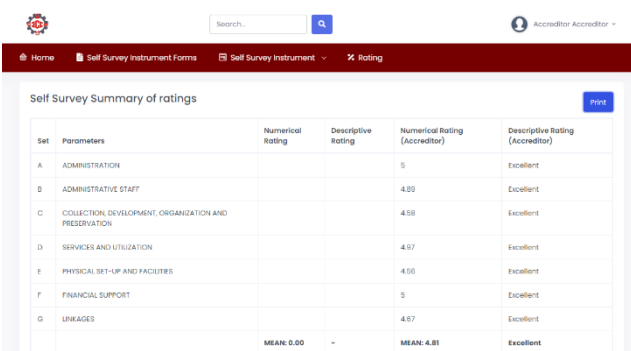 Search..
Accreditor Accreditor
Home Self Survey Instrument Forms Self Survey Instrument Rating
Self Survey Summary of ratings
Print
Set Parameters Numerical Rating Descriptive Rating Numerical Rating (Accreditor) Descriptive Rating (Accreditor)
A ADMINISTRATION 5 Excellent
B ADMINISTRATIVE STAFF 4.89 Excellent
C COLLECTION, DEVELOPMENT, ORGANIZATION AND PRESERVATION 4.58 Excellent
D SERVICES AND UTILIZATION 4.97 Excellent
E PHYSICAL SET-UP AND FACILITIES 4.56 Excellent
F FINANCIAL SUPPORT 5 Excellent
G LINKAGES 4.67 Excellent
MEAN: 0.00 - MEAN: 4.81 Excellent